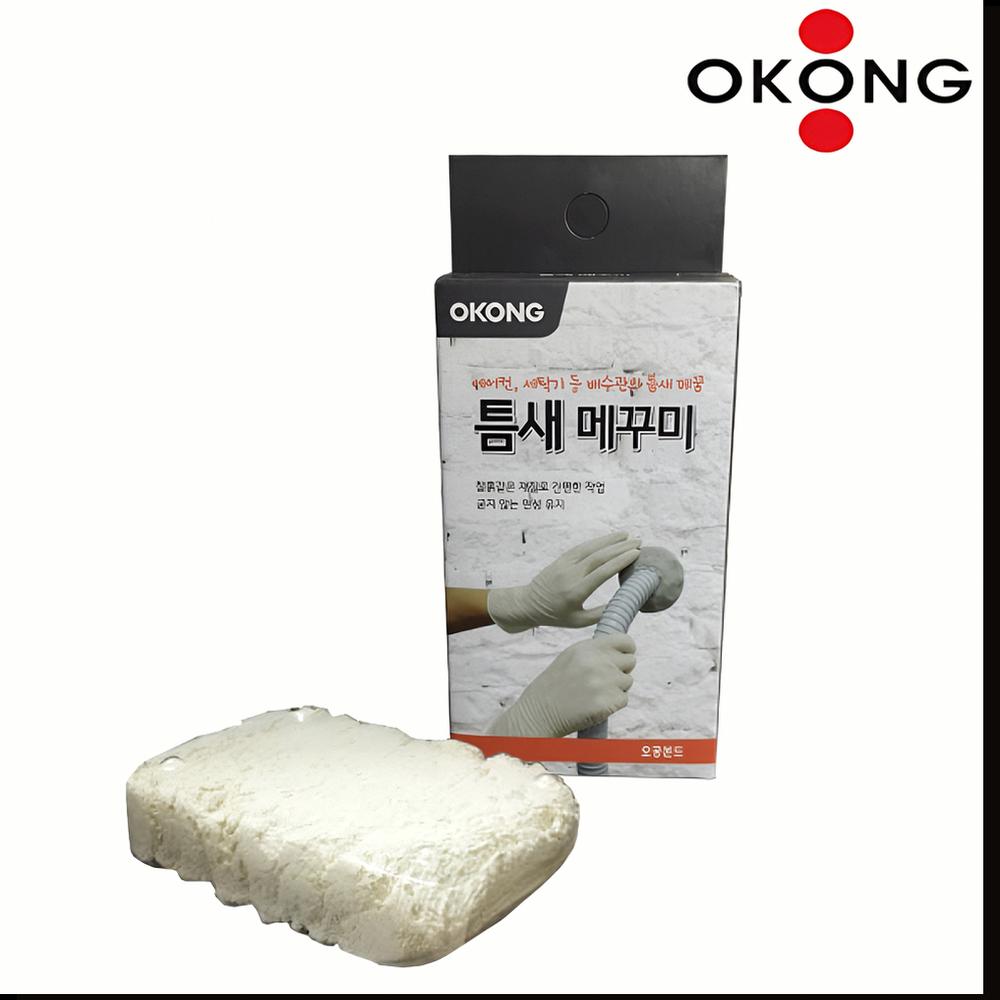 OKONG
OKONG
에어컨, 세탁기 등 배수관의 틈새 메꿈
틈새 메꾸미
찰흙같은 재질로 간편한 작업
굳지 않는 연성 유지
오공본드